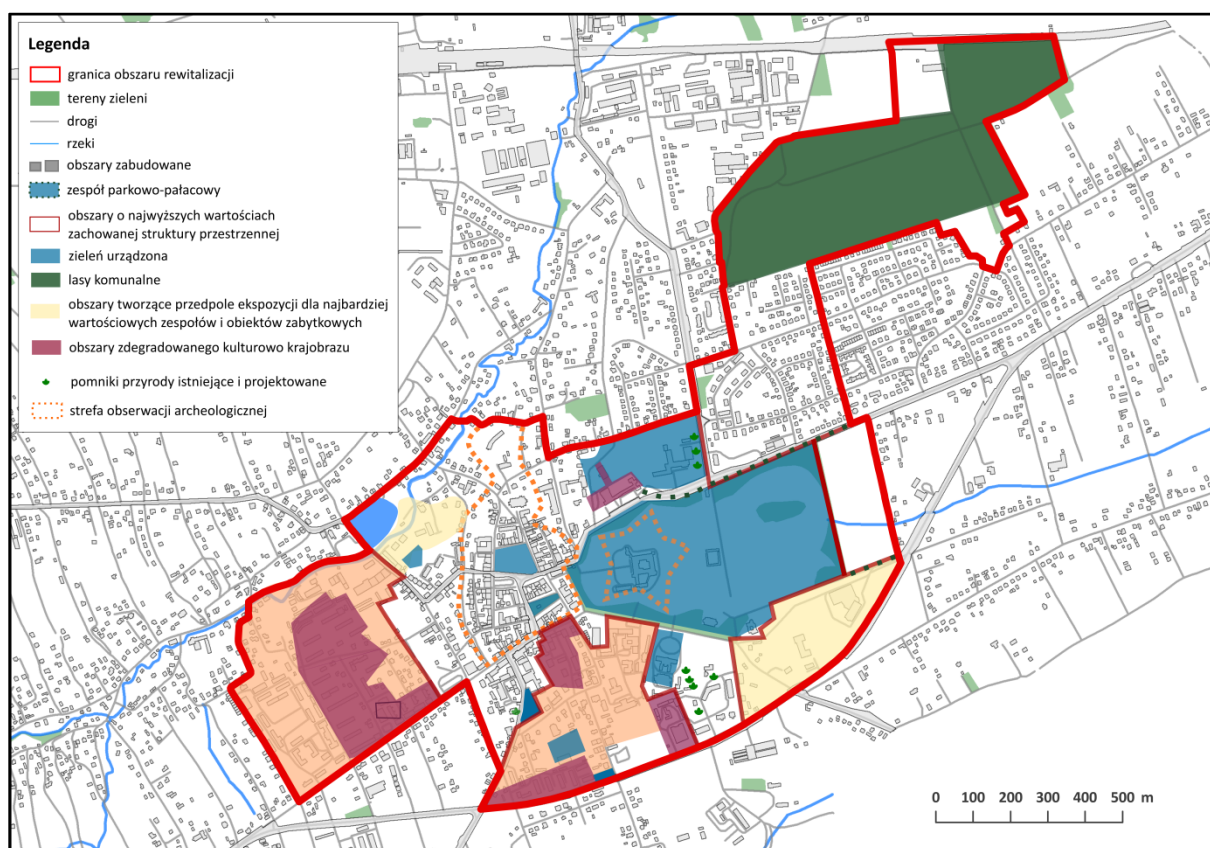 Legenda
granica obszaru rewitalizacji
tereny zieleni
drogi
rzeki
obszary zabudowane
zespół parkowo-pałacowy
obszary o najwyższych wartościach
zachowanej struktury przestrzennej
zieleń urządzona
lasy komunalne
obszary tworzące przedpole ekspozycji dla najbardziej
wartościowych zespołów i obiektów zabytkowych
obszary zdegradowanego kulturowo krajobrazu
pomniki przyrody istniejące i projektowane
strefa obserwacji archeologicznej
0 100 200 300 400 500 m